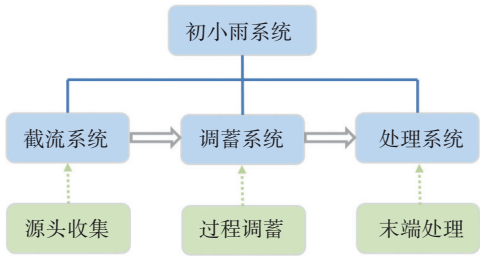 初小雨系统
截流系统
调蓄系统
处理系统
源头收集
过程调蓄
末端处理